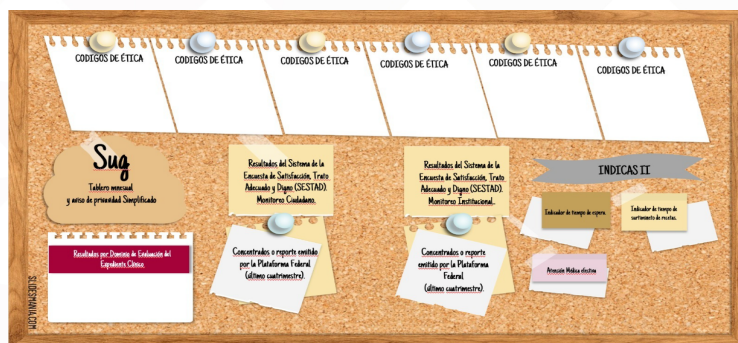 CODIGOS DE ÉTICA
CODIGOS DE ÉTICA
CODIGOS DE ÉTICA
CODIGOS DE ÉTICA
CODIGOS DE ÉTICA
CODIGOS DE ÉTICA
Sug
Tablero mensual
y aviso de privacidad Simplificado
Resultados del Sistema de la
Encuesta de Satisfacción, Trato
Adecuado y Digno (SESTAD).
Monitoreo Ciudadano.
Resultados del Sistema de la
Encuesta de Satisfacción, Trato
Adecuado y Digno (SESTAD).
Monitoreo Institucional.
INDICAS II
Indicador de tiempo de espera
Indicador de tiempo de
surtimiento de recetas.
Resultados por Dominio de Evaluación del
Expediente Clínico
Concentrados o reporte emitido
por la Plataforma Federal
(último cuatrimestre).
Concentrados o reporte
emitido por la Plataforma
Federal
(último cuatrimestre).
Atención Médica efectiva
SLIDESMANIA.COM